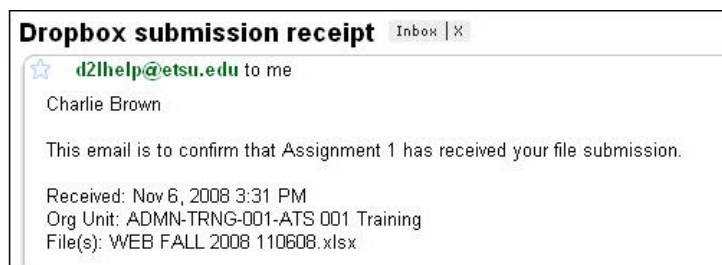 Dropbox submission receipt Inbox | X
d2lhelp@etsu.edu to me
Charlie Brown
This email is to confirm that Assignment 1 has received your file submission.
Received: Nov 6, 2008 3:31 PM
Org Unit: ADMN-TRNG-001-ATS 001 Training
File(s): WEB FALL 2008 110608.xlsx